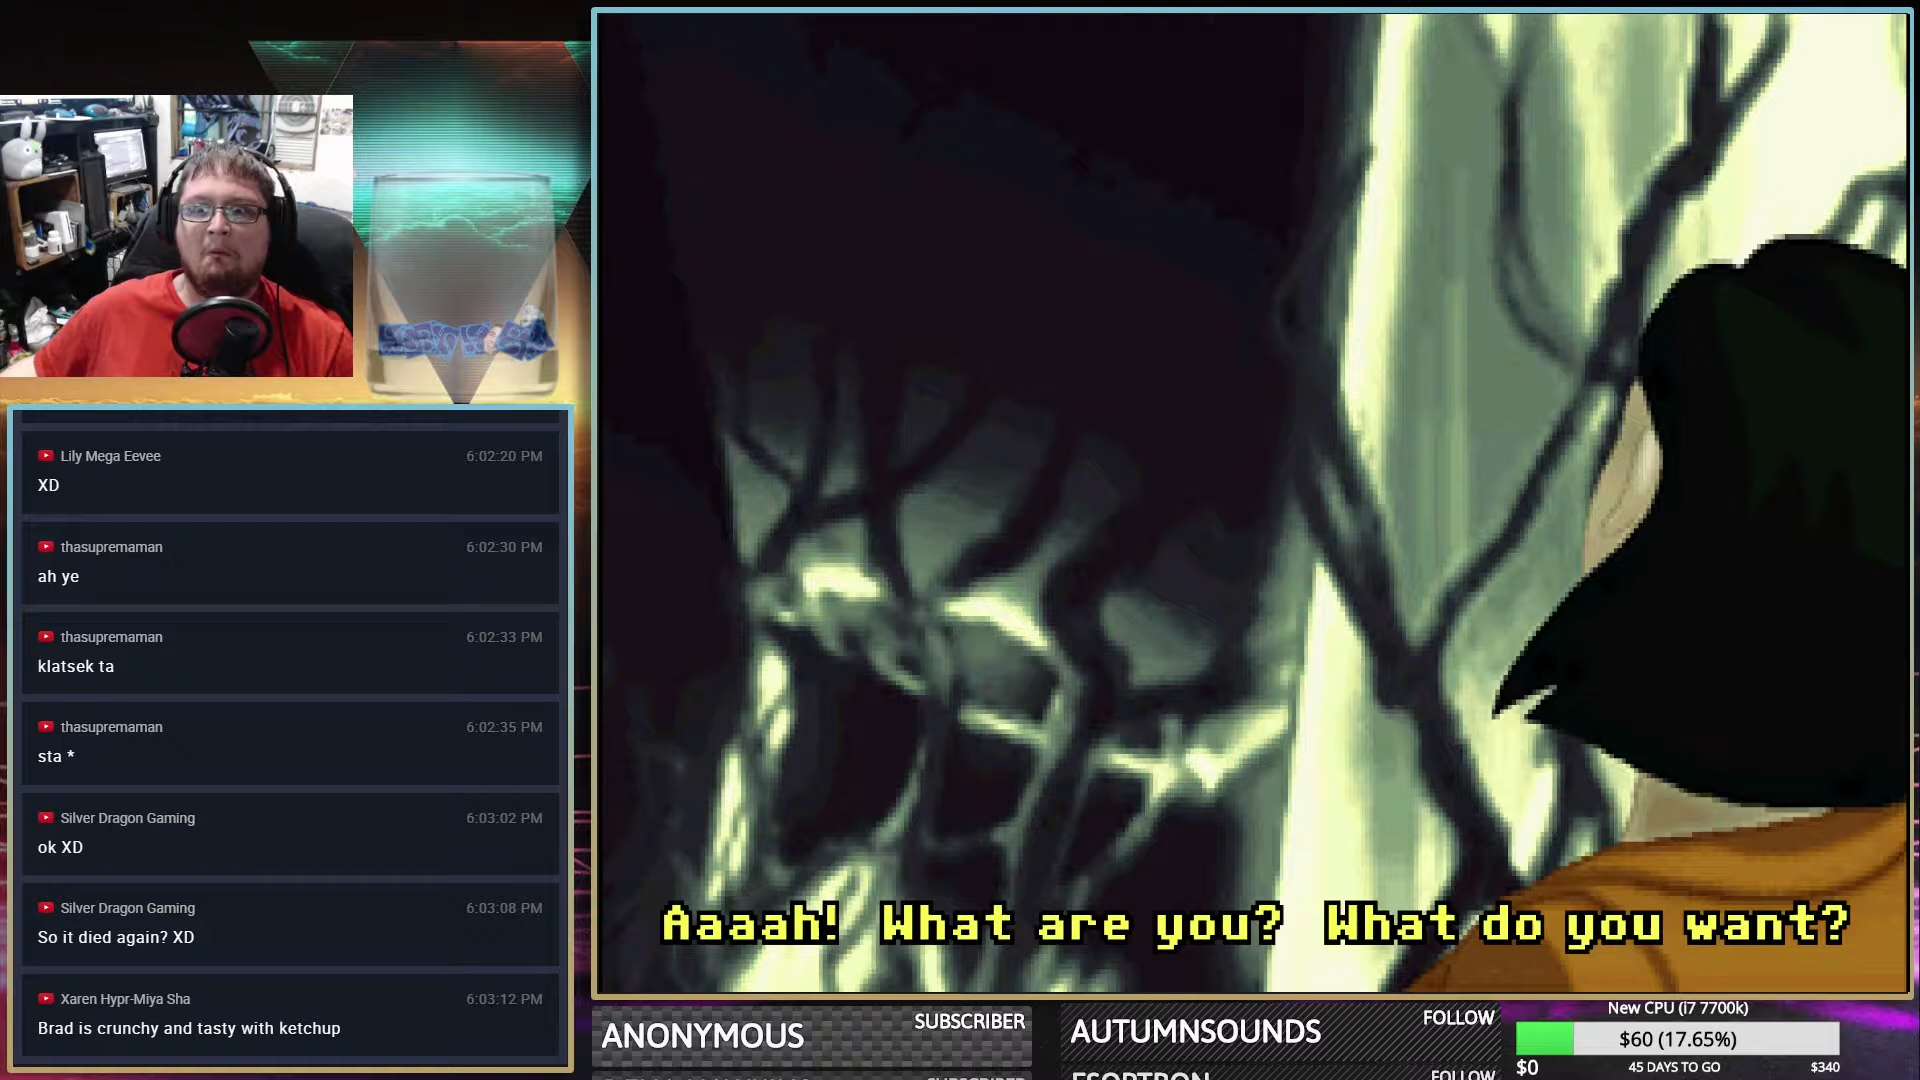 Lily Mega Eevee 6:02:20 PM
XD
thasupremaman 6:02:30 PM
ah ye
thasupremaman 6:02:33 PM
klatsek ta
thasupremaman 6:02:35 PM
sta *
Silver Dragon Gaming 6:03:02 PM
ok XD
Silver Dragon Gaming 6:03:08 PM
So it died again? XD
Xaren Hypr-Miya Sha 6:03:12 PM
Brad is crunchy and tasty with ketchup
Aaaah! What are you? What do you want?
ANONYMOUS SUBSCRIBER
SUBSCRIBER
AUTUMNSOUNDS FOLLOW
FOLLOW
New CPU (i7 7700k)
$60 (17.65%)
$0 45 DAYS TO GO $340